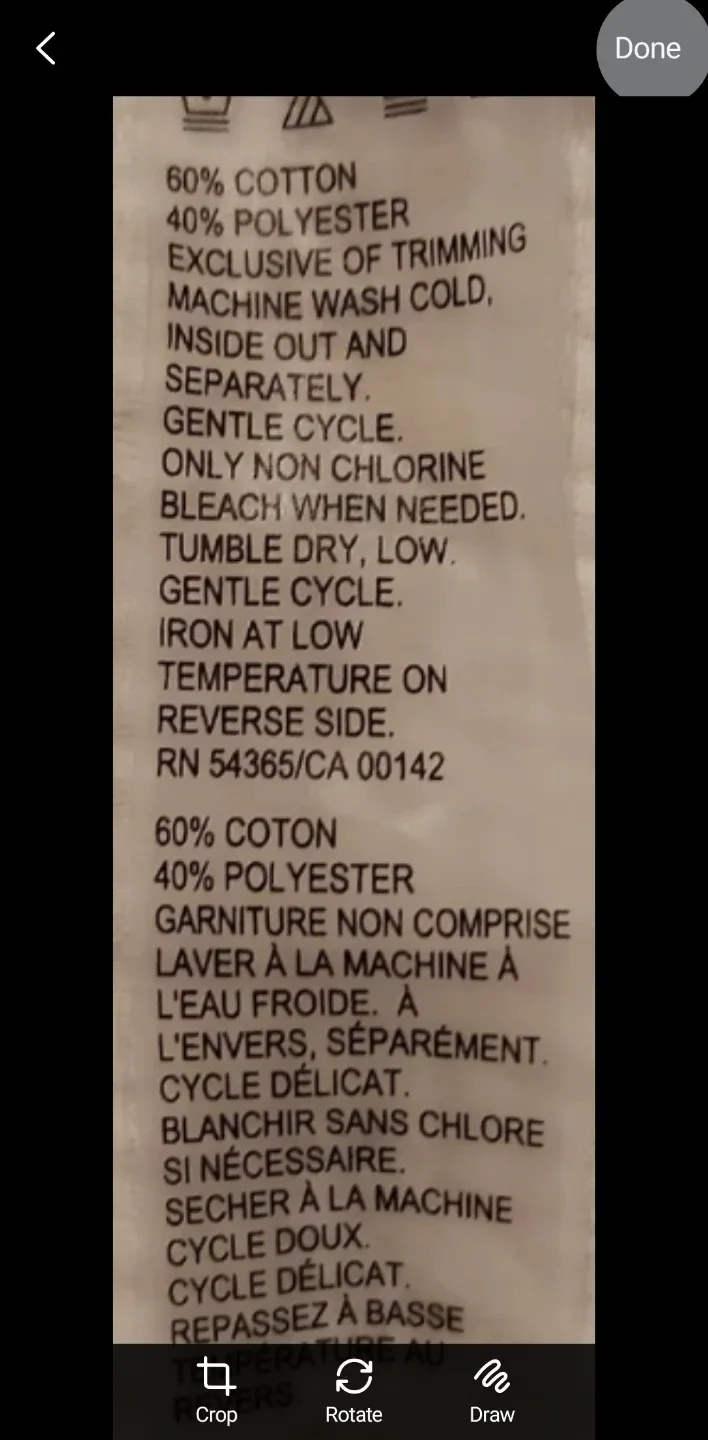 Done
60% COTTON
40% POLYESTER
EXCLUSIVE OF TRIMMING
MACHINE WASH COLD,
INSIDE OUT AND
SEPARATELY.
GENTLE CYCLE.
ONLY NON CHLORINE
BLEACH WHEN NEEDED.
TUMBLE DRY, LOW.
GENTLE CYCLE.
IRON AT LOW
TEMPERATURE ON
REVERSE SIDE.
RN 54365/CA 00142
60% COTON
40% POLYESTER
GARNITURE NON COMPRISE
LAVER À LA MACHINE À
L'EAU FROIDE. À
L'ENVERS, SÉPARÉMENT.
CYCLE DÉLICAT.
BLANCHIR SANS CHLORE
SI NÉCESSAIRE.
SECHER À LA MACHINE
CYCLE DOUX.
CYCLE DÉLICAT.
REPASSEZ À BASSE
TEMPÉRATURE AU
REVERS.
Crop
Rotate
Draw